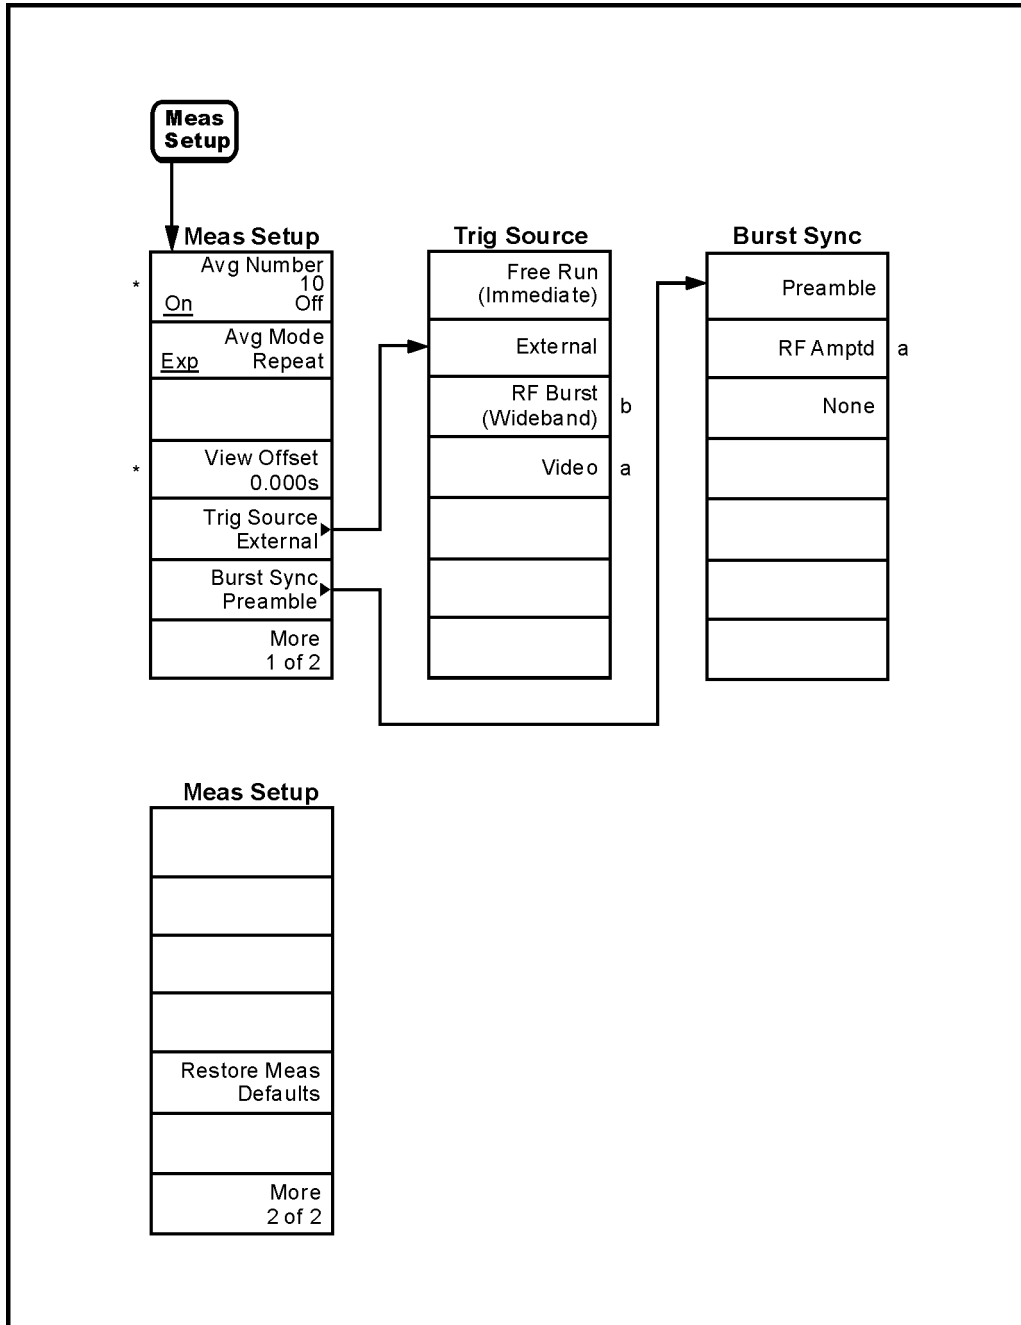 Meas
Setup
Meas Setup
*
Avg Number
10
On Off
Avg Mode
Exp Repeat
*
View Offset
0.000s
Trig Source
External
Burst Sync
Preamble
More
1 of 2
Trig Source
Free Run
(Immediate)
External
RF Burst
(Wideband)
b
Video
a
Burst Sync
Preamble
RF Amptd
a
None
Meas Setup
Restore Meas
Defaults
More
2 of 2